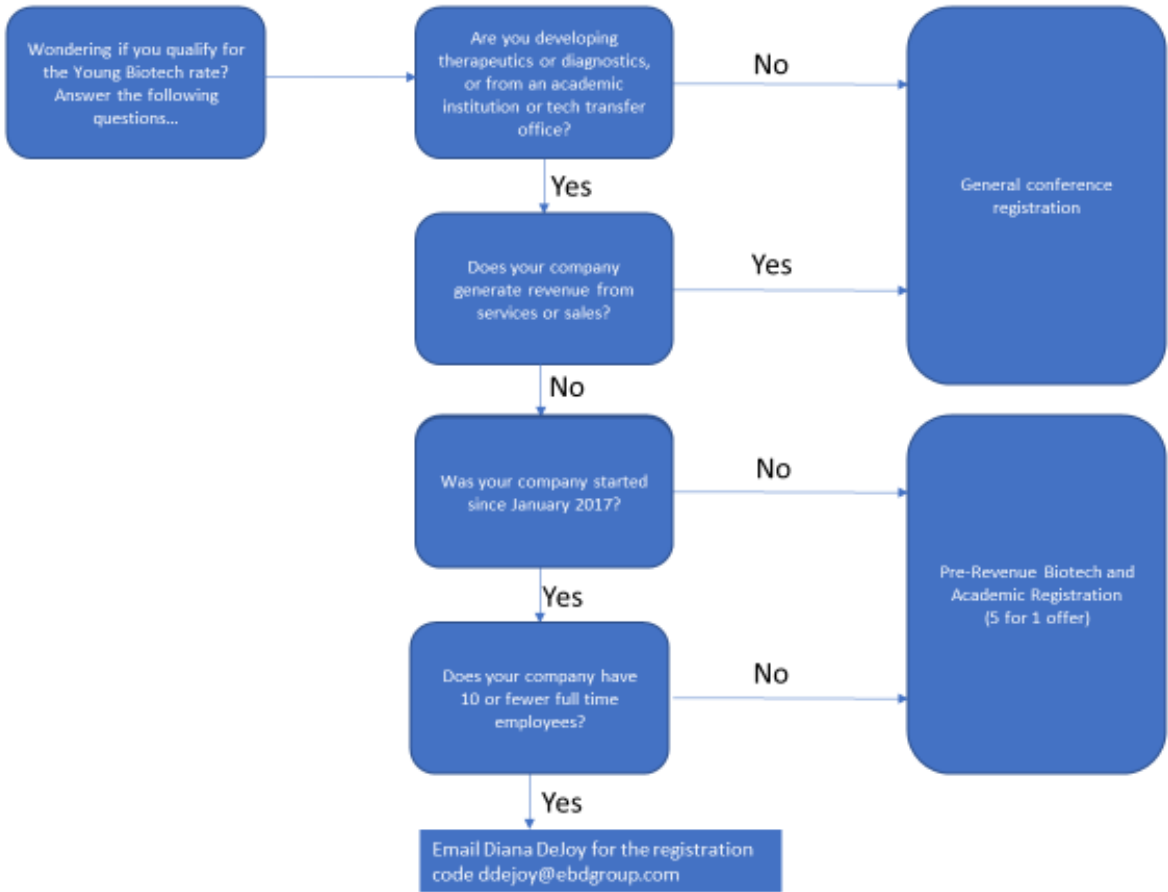 Wondering if you qualify for
the Young Biotech rate?
Answer the following
questions...
Are you developing
therapeutics or diagnostics,
or from an academic
institution or tech transfer
office?
No
General conference
registration
Yes
Does your company
generate revenue from
services or sales?
Yes
No
Was your company started
since January 2017?
No
Pre-Revenue Biotech and
Academic Registration
(5 for 1 offer)
Yes
Does your company have
10 or fewer full time
employees?
No
Yes
Email Diana DeJoy for the registration
code ddejoy@ebdgroup.com